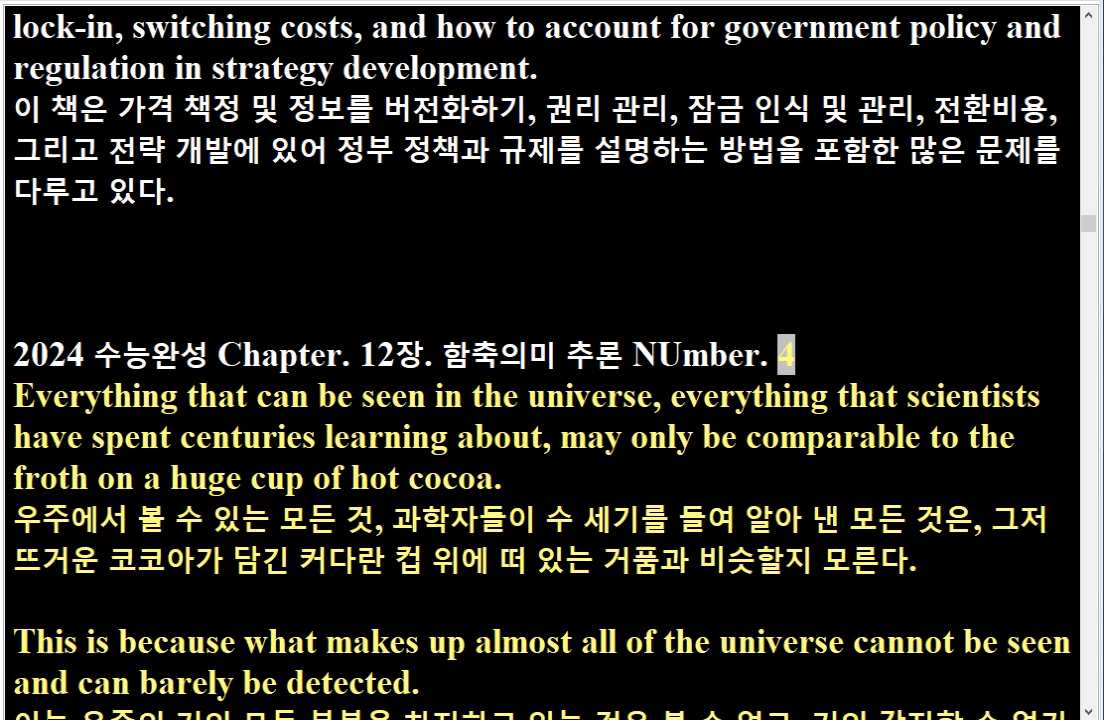 lock-in, switching costs, and how to account for government policy and
regulation in strategy development.
이 책은 가격 책정 및 정보를 버전화하기, 권리 관리, 잠금 인식 및 관리, 전환비용,
그리고 전략 개발에 있어 정부 정책과 규제를 설명하는 방법을 포함한 많은 문제를
다루고 있다.
2024 수능완성 Chapter. 12장. 함축의미 추론 NUmber. 4
Everything that can be seen in the universe, everything that scientists
have spent centuries learning about, may only be comparable to the
froth on a huge cup of hot cocoa.
우주에서 볼 수 있는 모든 것, 과학자들이 수 세기를 들여 알아 낸 모든 것은, 그저
뜨거운 코코아가 담긴 커다란 컵 위에 떠 있는 거품과 비슷할지 모른다.
This is because what makes up almost all of the universe cannot be seen
and can barely be detected.